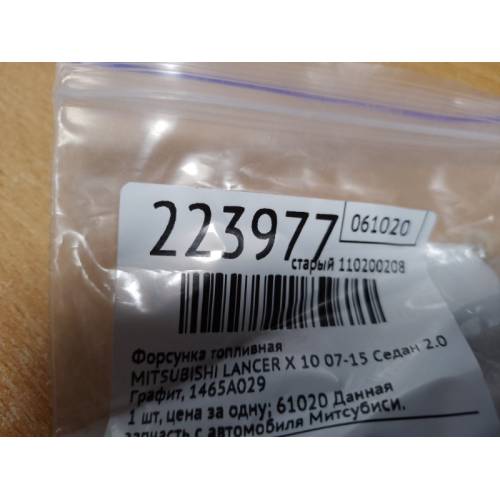 223977 061020
старый 110200208
Форсунка топливная
MITSUBISHI LANCER X 10 07-15 Седан 2.0
Графит, 1465A029
1 шт, цена за одну; 61020 Данная
запчасть с автомобиля Митсубиси.